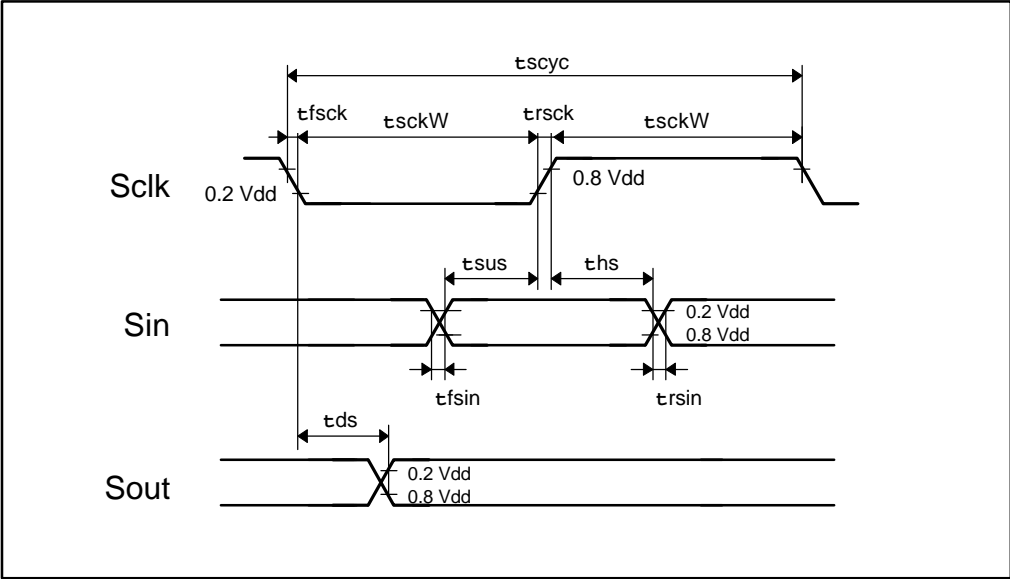 tscyc
tfsck
tsckW
trsck
tsckW
Sclk
0.2 Vdd
0.8 Vdd
tsus
ths
Sin
0.2 Vdd
0.8 Vdd
tfsin
trsin
tds
Sout
0.2 Vdd
0.8 Vdd